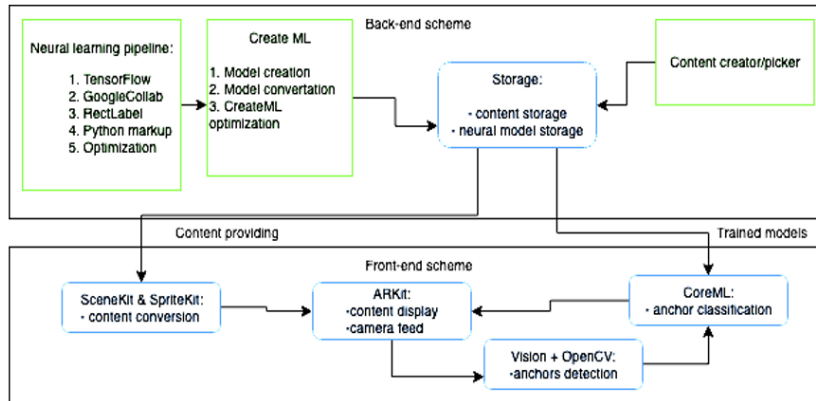 Back-end scheme
Neural learning pipeline:
1. TensorFlow
2. GoogleCollab
3. RectLabel
4. Python markup
5. Optimization
Create ML
1. Model creation
2. Model convertation
3. CreateML
optimization
Storage:
- content storage
- neural model storage
Content creator/picker
Content providing
Trained models
Front-end scheme
SceneKit & SpriteKit:
- content conversion
ARKit:
-content display
-camera feed
CoreML:
- anchor classification
Vision + OpenCV:
-anchors detection